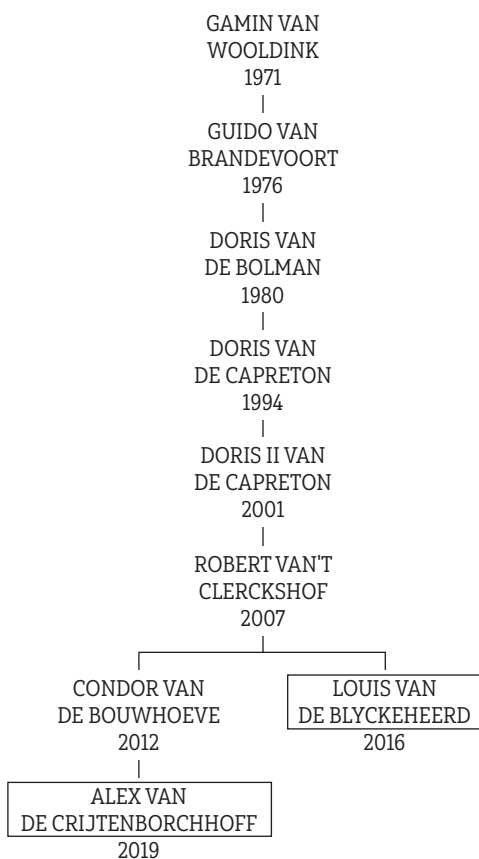 GAMIN VAN
WOOLDINK
1971
GUIDO VAN
BRANDEVOORT
1976
DORIS VAN
DE BOLMAN
1980
DORIS VAN
DE CAPRETON
1994
DORIS II VAN
DE CAPRETON
2001
ROBERT VAN'T
CLERCKSHOF
2007
CONDOR VAN
DE BOUWHOEVE
2012
LOUIS VAN
DE BLYCKEHEERD
2016
ALEX VAN
DE CRIJTENBORCHHOFF
2019